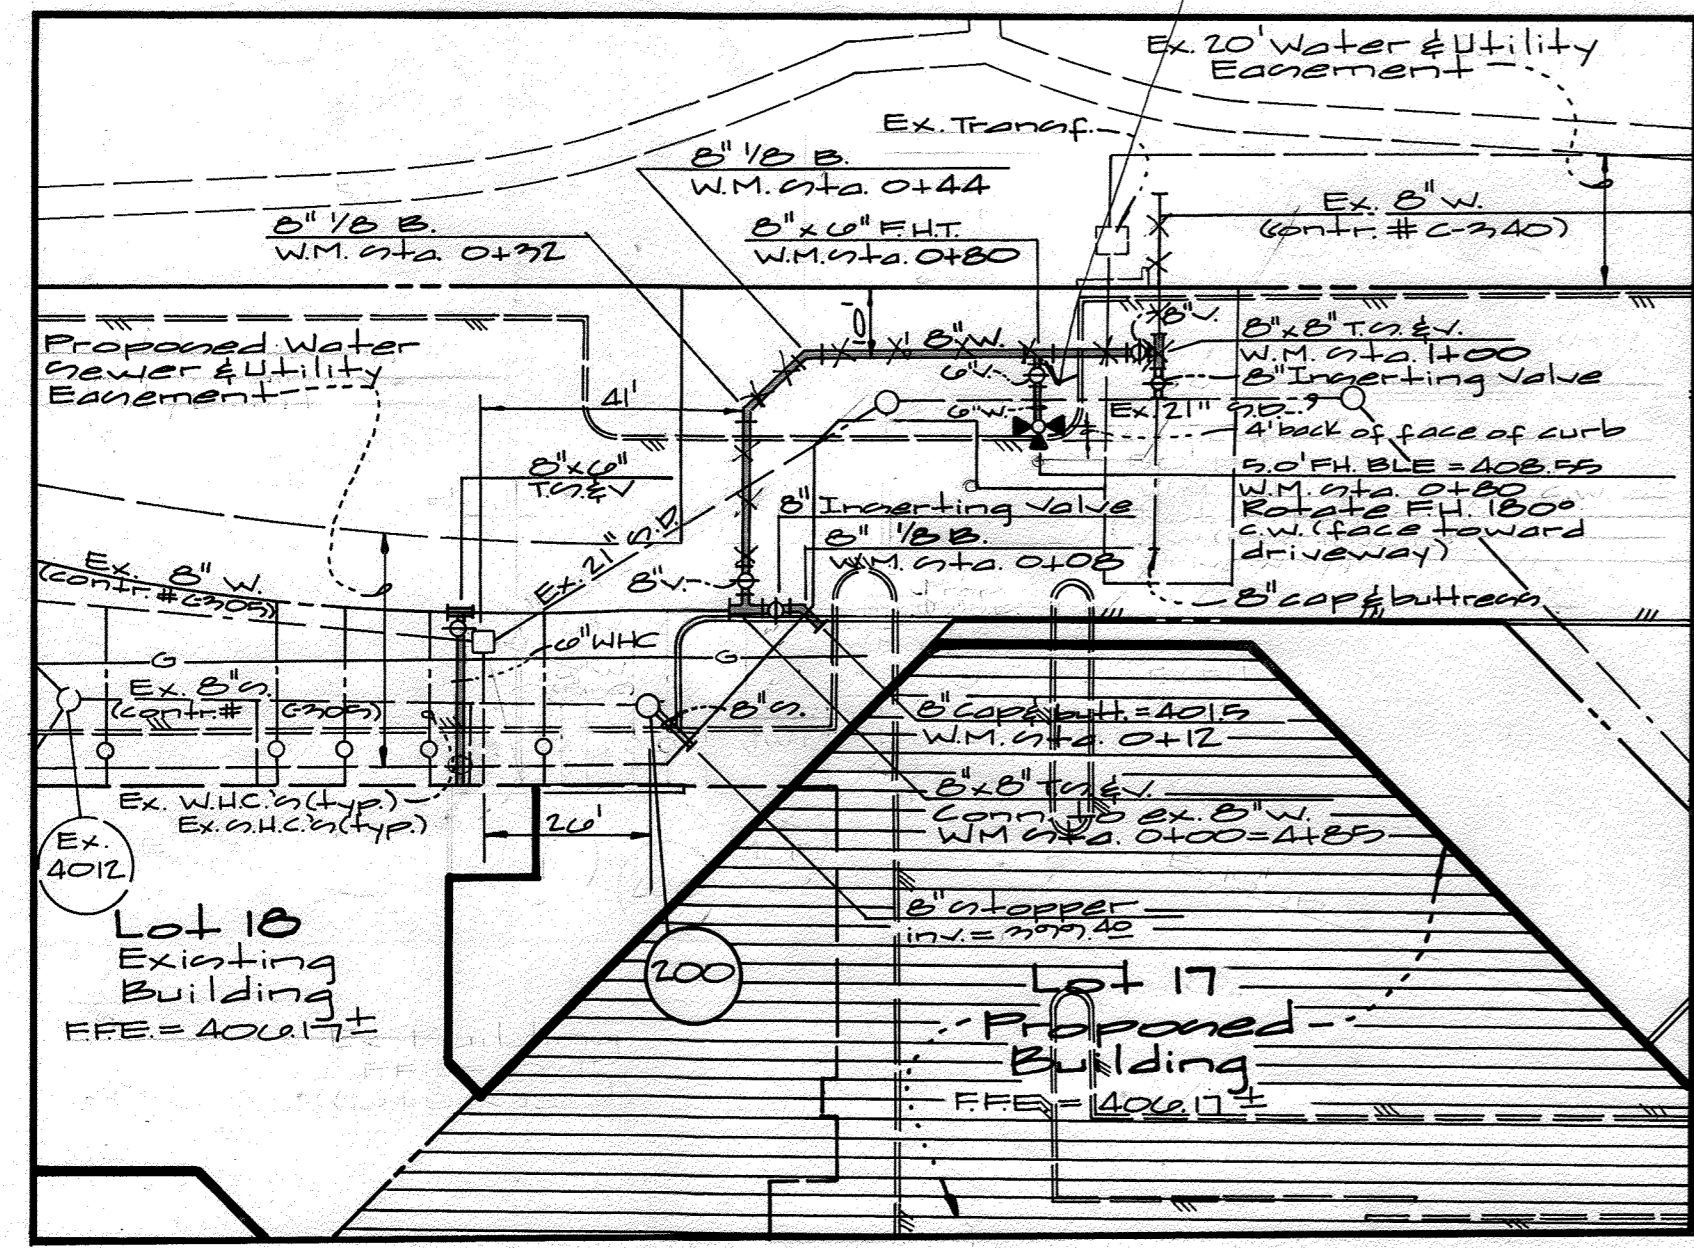 Ex. 20' Water & Utility
Easement
Ex. Transf.
8" 1/8 B.
W.M. Sta. 0+44
Ex. 8" W.
(contr. # C-340)
8" 1/8 B.
W.M. Sta. 0+32
8" x 6" F.H.T.
W.M. Sta. 0+80
8" W.
8" V.
8" x 8" T.S. & V.
W.M. Sta. 1+00
8" Inserting Valve
Proposed Water
Sewer & Utility
Easement
6" V.
6" W.
41'
Ex. 21" S.D.
4' back of face of curb
8" x 6"
T.S. & V
5.0' F.H. BLE = 408.55
W.M. Sta. 0+80
Rotate F.H. 180°
c.w. (face toward
driveway)
8" Inserting Valve
8" 1/8 B.
W.M. Sta. 0+08
Ex. 21" S.D.
8" V.
8" cap & buttress
Ex. 8" W.
(contr. # C-305)
6" WHC
G
G
Ex. 8" S.
(contr. # C-305)
8" S.
8" cap & butt. = 401.5
W.M. Sta. 0+12
8" x 8" T.S. & V.
Conn. to ex. 8" W.
WM Sta. 0+00 = 4+85
Ex. W.H.C.'s (typ.)
Ex. S.H.C.'s (typ.)
26'
Ex.
4012
8" Stopper
inv. = 399.40
Lot 18
Existing
Building
F.F.E. = 406.17 ±
200
Lot 17
Proposed
Building
F.F.E. = 406.17 ±